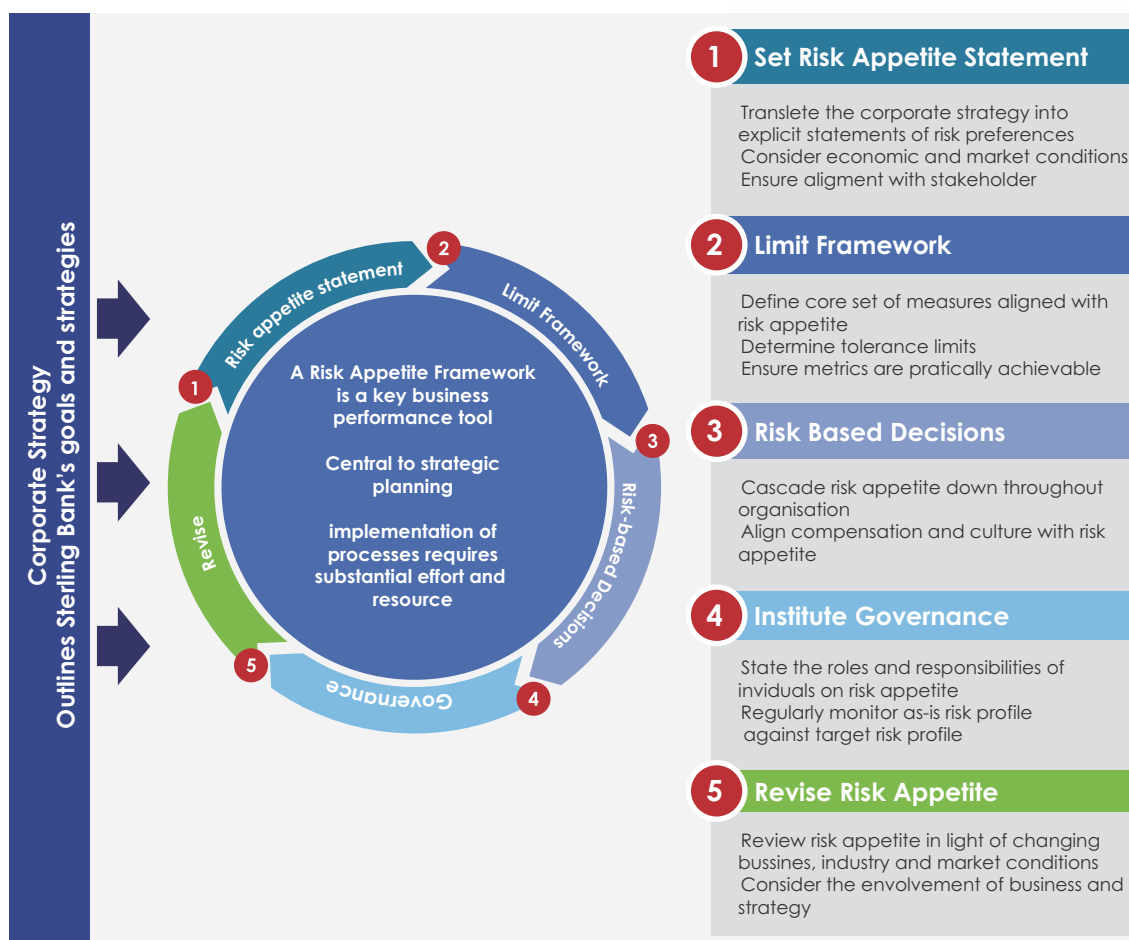 Corporate Strategy
Outlines Sterling Bank's goals and strategies
1
Risk appetite statement
2
Limit Framework
3
Risk-based Decisions
4
Governance
5
Revise
A Risk Appetite Framework
is a key business
performance tool
Central to strategic
planning
implementation of
processes requires
substantial effort and
resource
1 Set Risk Appetite Statement
Translete the corporate strategy into
explicit statements of risk preferences
Consider economic and market conditions
Ensure aligment with stakeholder
2 Limit Framework
Define core set of measures aligned with
risk appetite
Determine tolerance limits
Ensure metrics are pratically achievable
3 Risk Based Decisions
Cascade risk appetite down throughout
organisation
Align compensation and culture with risk
appetite
4 Institute Governance
State the roles and responsibilities of
inviduals on risk appetite
Regularly monitor as-is risk profile
against target risk profile
5 Revise Risk Appetite
Review risk appetite in light of changing
bussines, industry and market conditions
Consider the envolvement of business and
strategy